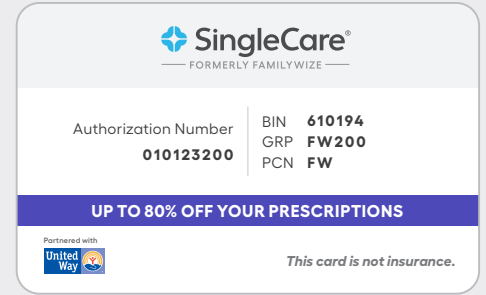 SingleCare®
FORMERLY FAMILYWIZE
Authorization Number
010123200
BIN 610194
GRP FW200
PCN FW
UP TO 80% OFF YOUR PRESCRIPTIONS
Partnered with
United
Way
This card is not insurance.